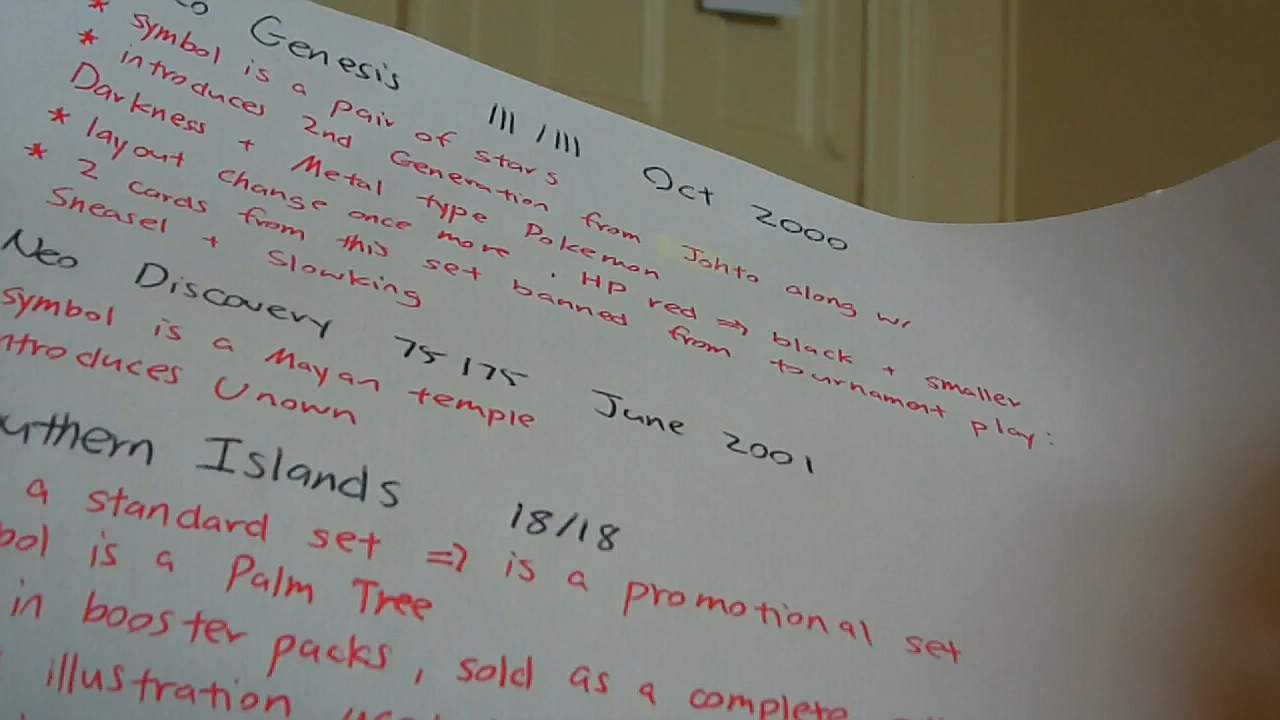 Genesis 111/111 Oct 2000
* symbol is a pair of stars
* introduces 2nd Generation from Johto along w/
Darkness + Metal type Pokemon
* layout change once more. HP red => black + smaller
* 2 cards from this set banned from tournament play:
Sneasel + Slowking
Neo Discovery 75/75 June 2001
symbol is a Mayan temple
ntroduces Unown
uthern Islands 18/18
a standard set => is a promotional set
bol is a Palm Tree
in booster packs, sold as a complete
illustration